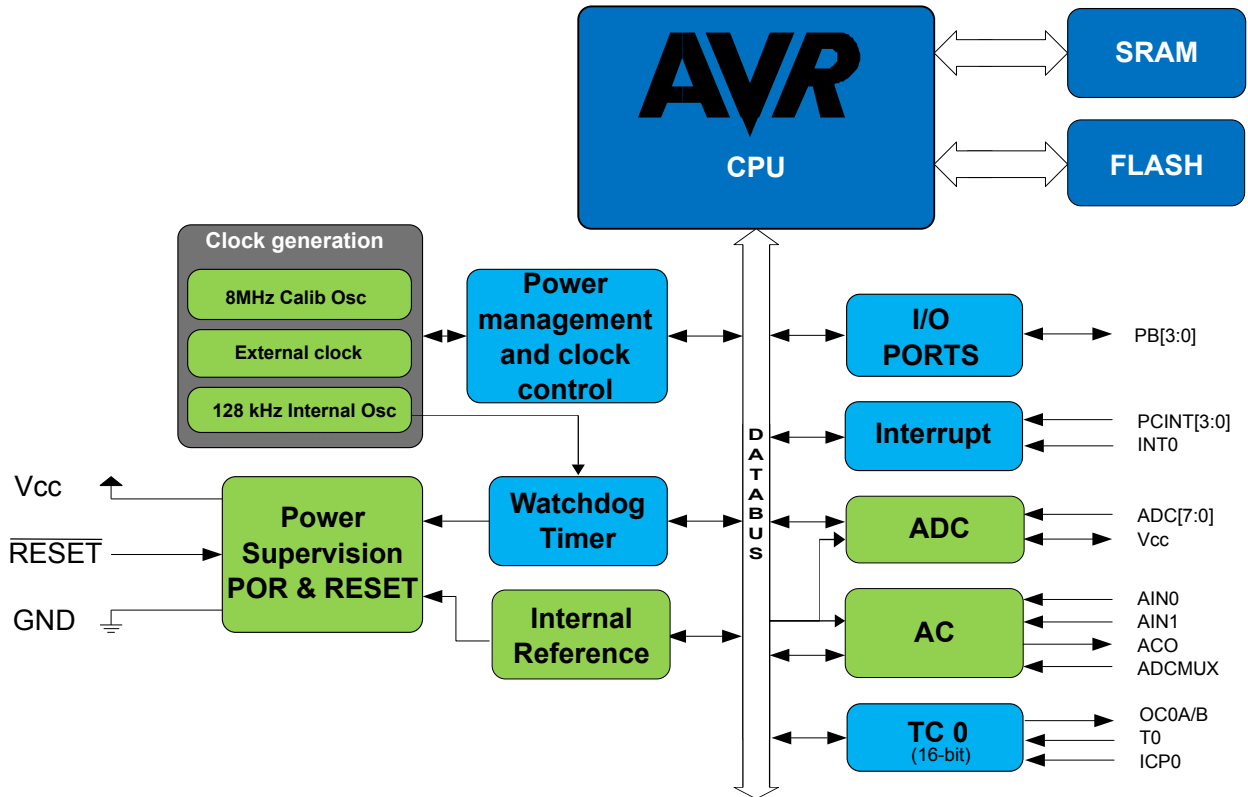 AVR
CPU
SRAM
FLASH
Clock generation
8MHz Calib Osc
External clock
128 kHz Internal Osc
Power
management
and clock
control
I/O
PORTS
PB[3:0]
Interrupt
PCINT[3:0]
INT0
DATABUS
Vcc
RESET
GND
Power
Supervision
POR & RESET
Watchdog
Timer
Internal
Reference
ADC
ADC[7:0]
Vcc
AC
AIN0
AIN1
ACO
ADCMUX
TC 0
(16-bit)
OC0A/B
T0
ICP0